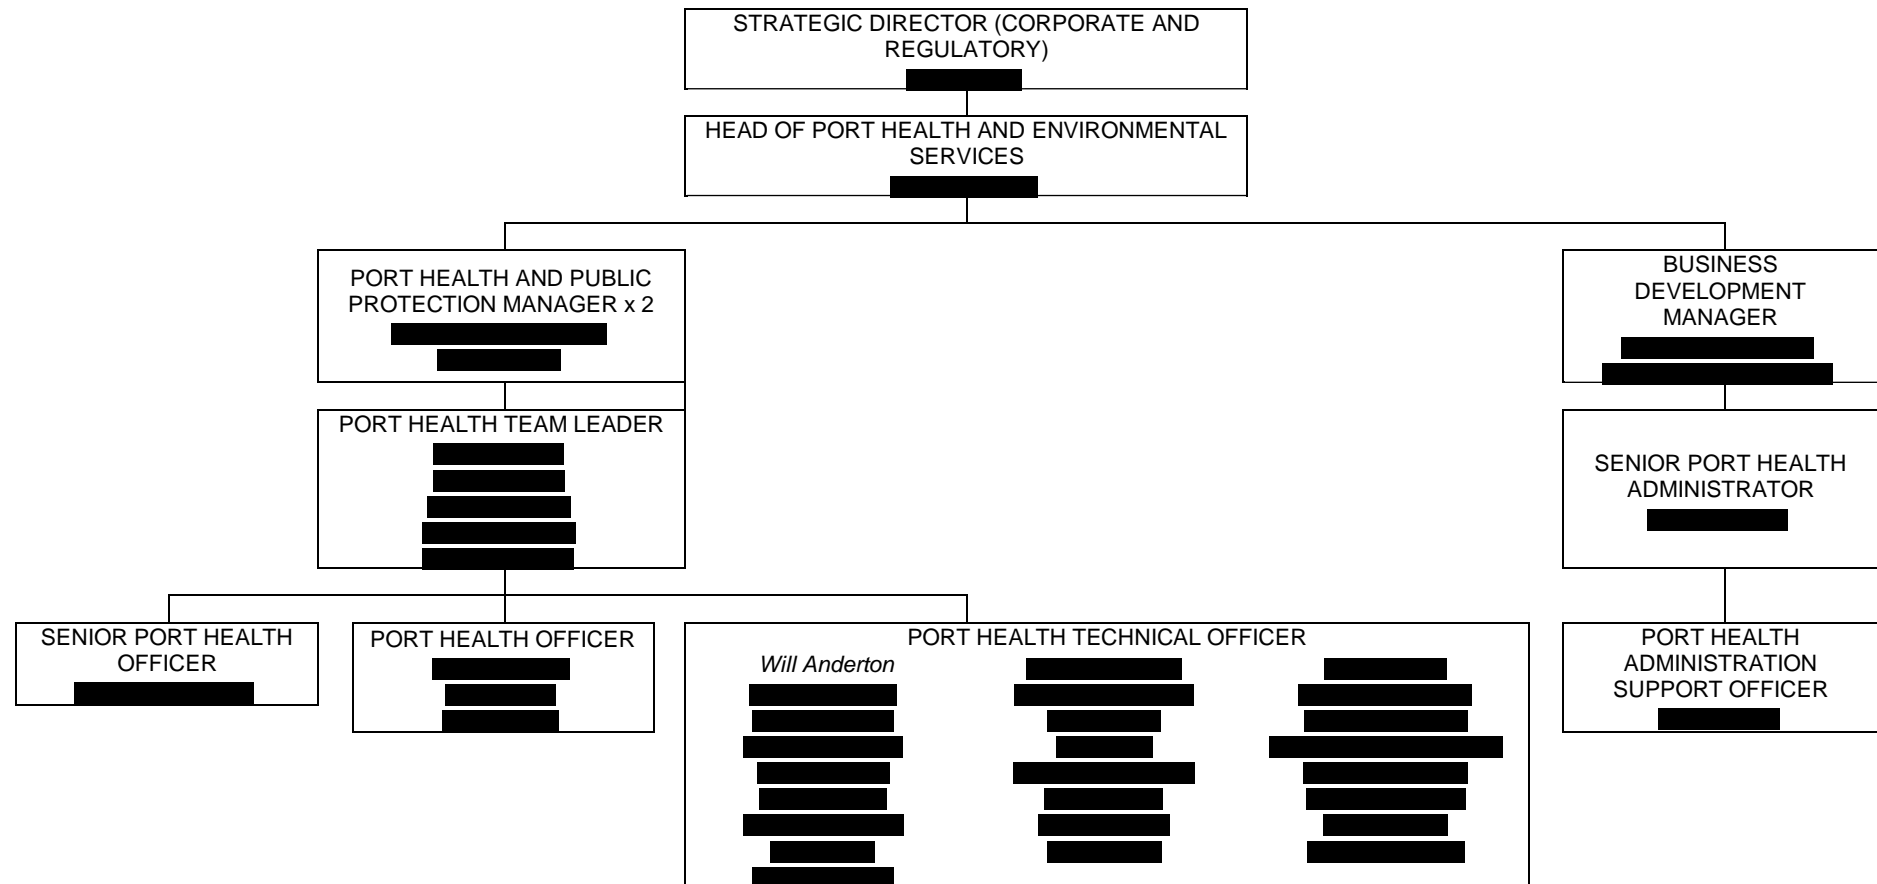 STRATEGIC DIRECTOR (CORPORATE AND
REGULATORY)
HEAD OF PORT HEALTH AND ENVIRONMENTAL
SERVICES
PORT HEALTH AND PUBLIC
PROTECTION MANAGER x 2
BUSINESS
DEVELOPMENT
MANAGER
PORT HEALTH TEAM LEADER
SENIOR PORT HEALTH
ADMINISTRATOR
SENIOR PORT HEALTH
OFFICER
PORT HEALTH OFFICER
PORT HEALTH TECHNICAL OFFICER
Will Anderton
PORT HEALTH
ADMINISTRATION
SUPPORT OFFICER